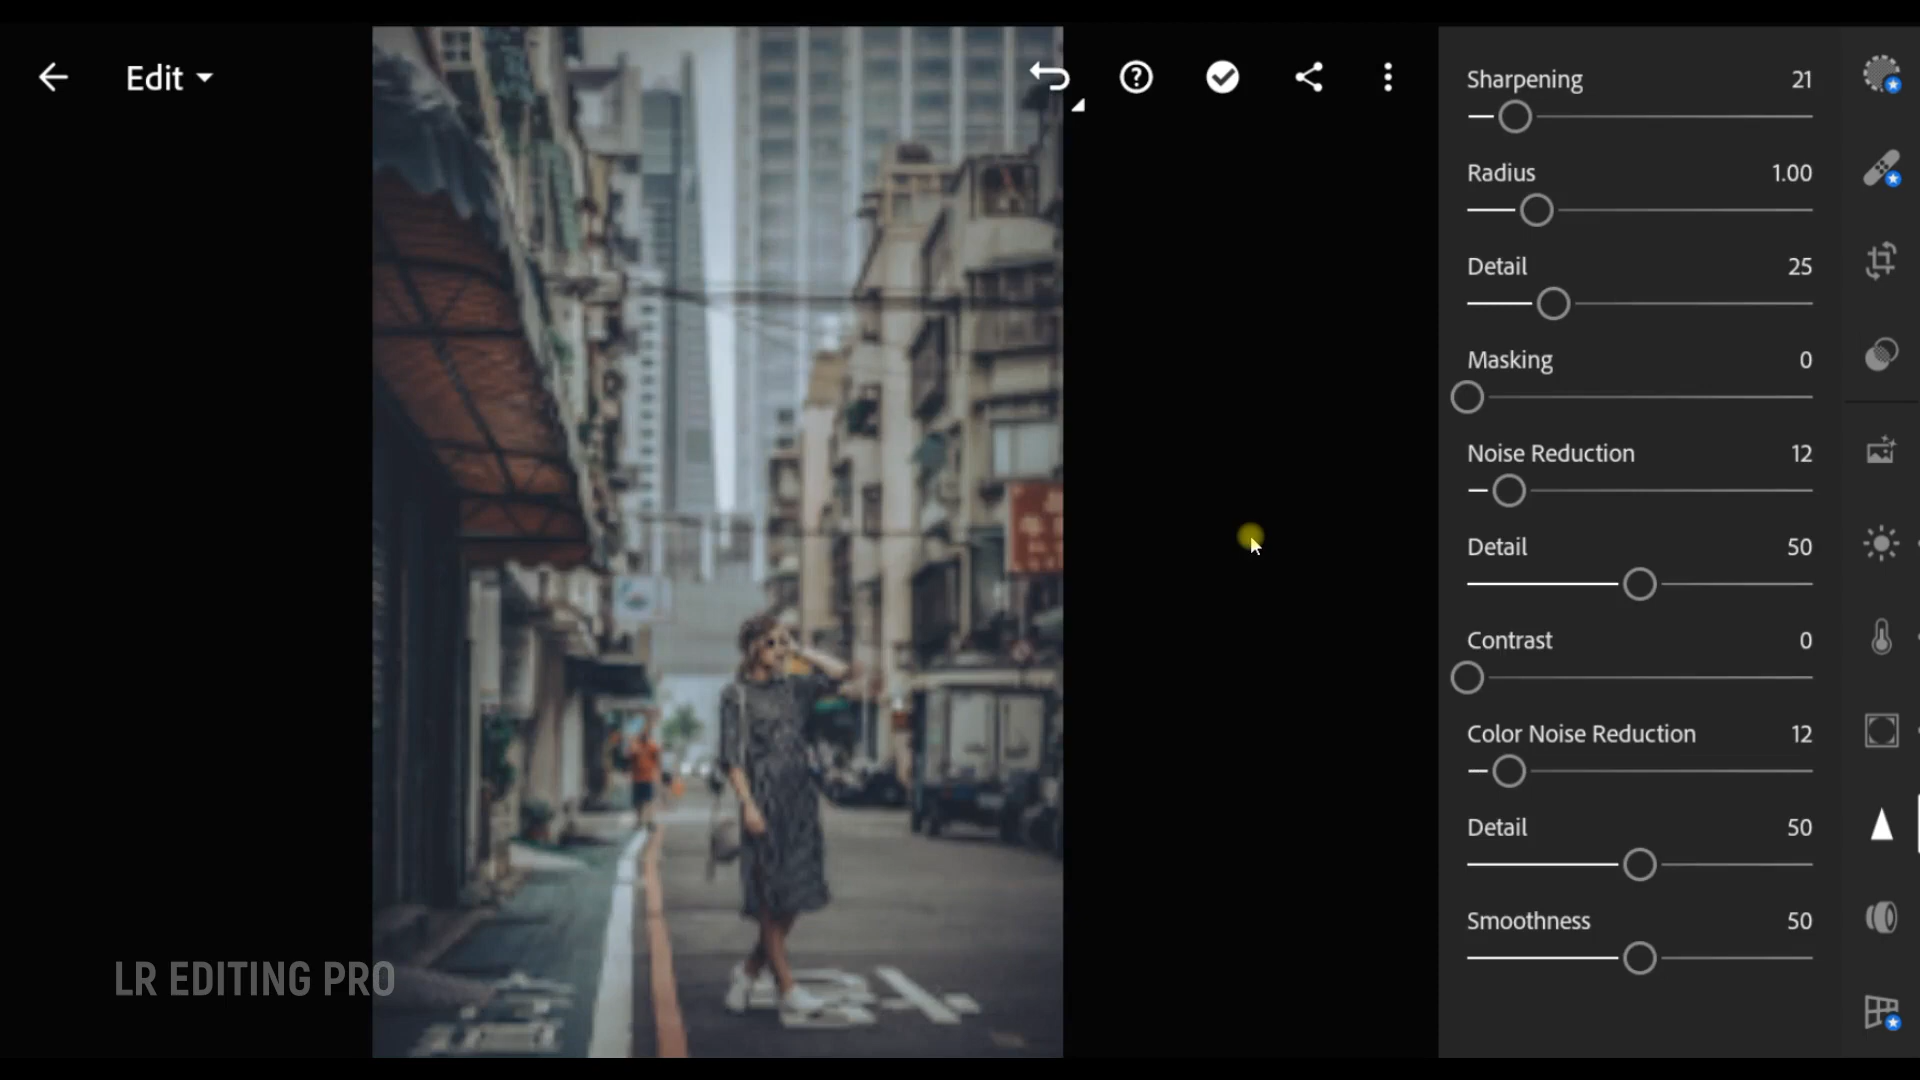 Edit
Sharpening 21
Radius 1.00
Detail 25
Masking 0
Noise Reduction 12
Detail 50
Contrast 0
Color Noise Reduction 12
Detail 50
Smoothness 50
LR EDITING PRO